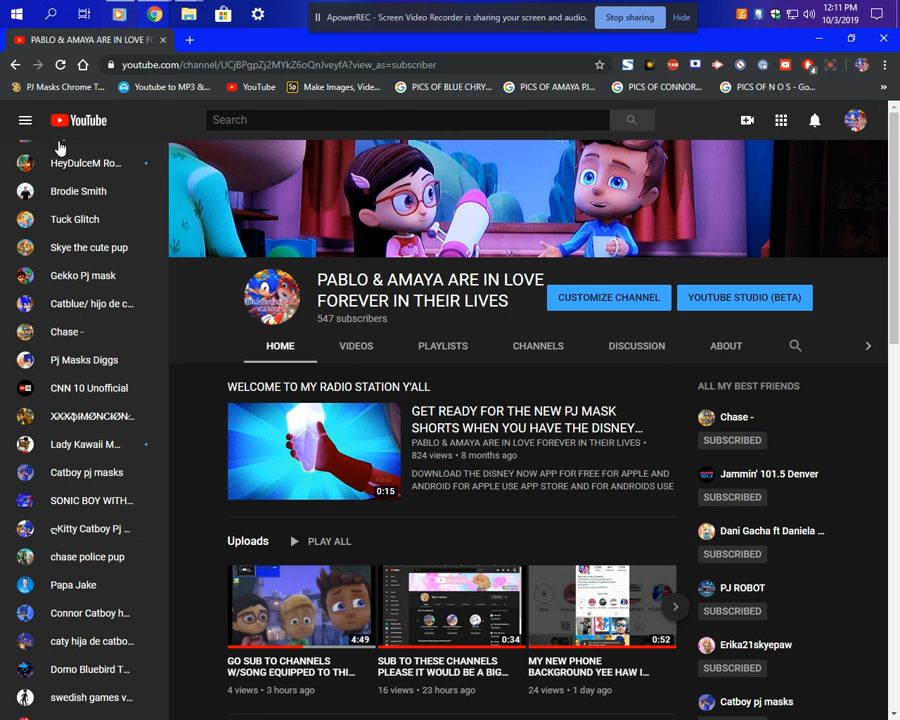 ApowerREC - Screen Video Recorder is sharing your screen and audio. Stop sharing Hide
12:11 PM
10/3/2019
PABLO & AMAYA ARE IN LOVE FO
youtube.com/channel/UCjBPgpZj2MYkZ6oQnJveyfA?view_as=subscriber
PJ Masks Chrome T... Youtube to MP3 &... YouTube Make Images, Vide... PICS OF BLUE CHRY... PICS OF AMAYA PJ... PICS OF CONNOR... PICS OF N O S - Go... »
YouTube
Search
HeyDulceM Ro...
Brodie Smith
Tuck Glitch
Skye the cute pup
Gekko Pj mask
Catblue/ hijo de c...
Chase -
Pj Masks Diggs
CNN 10 Unofficial
Lady Kawaii M...
Catboy pj masks
SONIC BOY WITH...
ღKitty Catboy Pj ...
chase police pup
Papa Jake
Connor Catboy h...
caty hija de catbo...
Domo Bluebird T...
swedish games v...
PABLO & AMAYA ARE IN LOVE
FOREVER IN THEIR LIVES
547 subscribers
CUSTOMIZE CHANNEL
YOUTUBE STUDIO (BETA)
HOME VIDEOS PLAYLISTS CHANNELS DISCUSSION ABOUT
WELCOME TO MY RADIO STATION Y'ALL
0:15
GET READY FOR THE NEW PJ MASK
SHORTS WHEN YOU HAVE THE DISNEY...
PABLO & AMAYA ARE IN LOVE FOREVER IN THEIR LIVES •
824 views • 8 months ago
DOWNLOAD THE DISNEY NOW APP FOR FREE FOR APPLE AND
ANDROID FOR APPLE USE APP STORE AND FOR ANDROIDS USE
Uploads PLAY ALL
4:49
GO SUB TO CHANNELS
W/SONG EQUIPPED TO THI...
4 views • 3 hours ago
0:34
SUB TO THESE CHANNELS
PLEASE IT WOULD BE A BIG...
16 views • 23 hours ago
0:52
MY NEW PHONE
BACKGROUND YEE HAW I...
24 views • 1 day ago
ALL MY BEST FRIENDS
Chase -
SUBSCRIBED
Jammin' 101.5 Denver
SUBSCRIBED
Dani Gacha ft Daniela ...
SUBSCRIBED
PJ ROBOT
SUBSCRIBED
Erika21skyepaw
SUBSCRIBED
Catboy pj masks